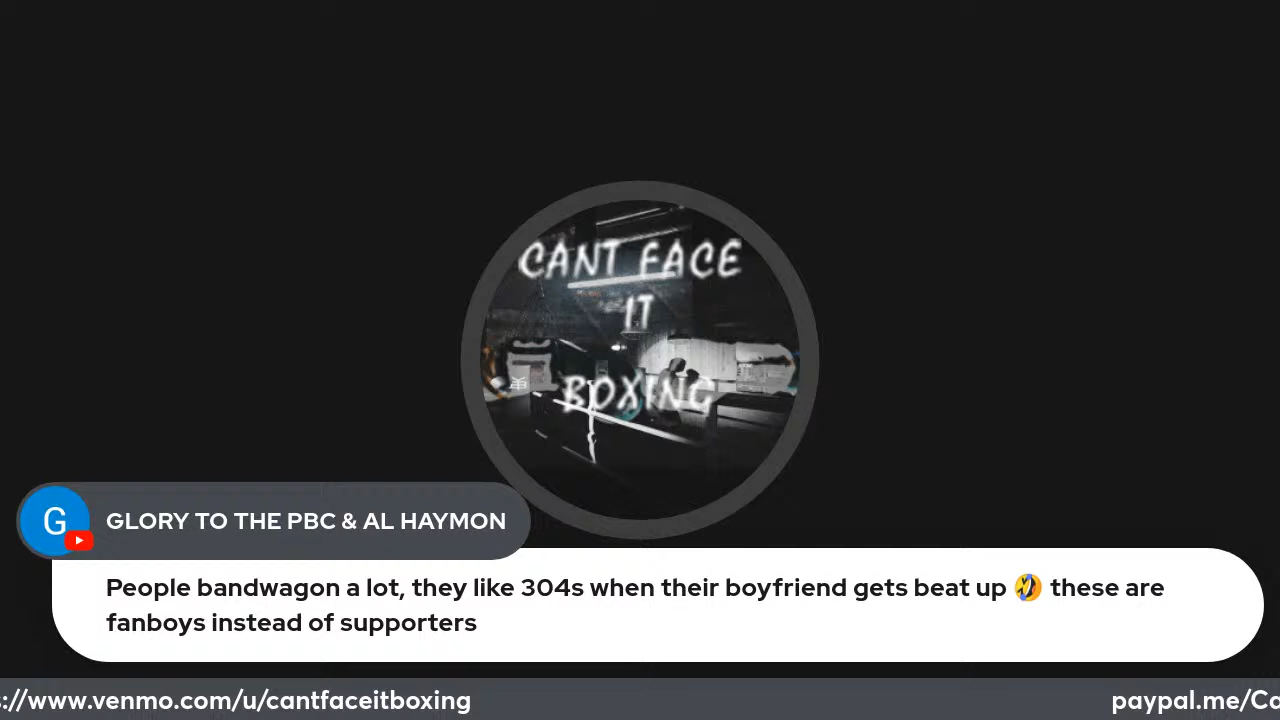 CANT FACE
IT
BOXING
G
GLORY TO THE PBC & AL HAYMON
People bandwagon a lot, they like 304s when their boyfriend gets beat up 🤣 these are
fanboys instead of supporters
://www.venmo.com/u/cantfaceitboxing
paypal.me/Ca